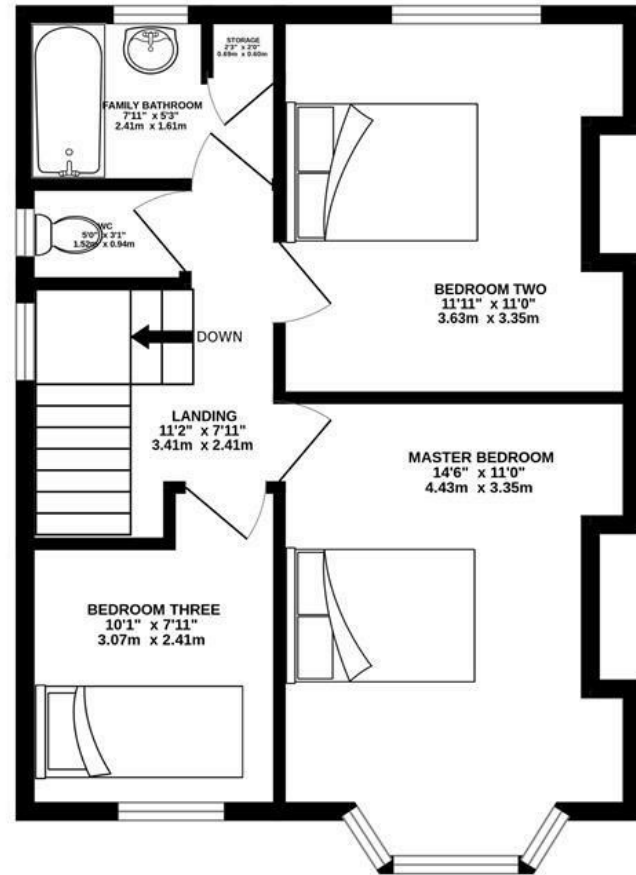 STORAGE
2'3" x 2'0"
0.69m x 0.60m
FAMILY BATHROOM
7'11" x 5'3"
2.41m x 1.61m
WC
5'0" x 3'1"
1.52m x 0.94m
BEDROOM TWO
11'11" x 11'0"
3.63m x 3.35m
DOWN
LANDING
11'2" x 7'11"
3.41m x 2.41m
MASTER BEDROOM
14'6" x 11'0"
4.43m x 3.35m
BEDROOM THREE
10'1" x 7'11"
3.07m x 2.41m